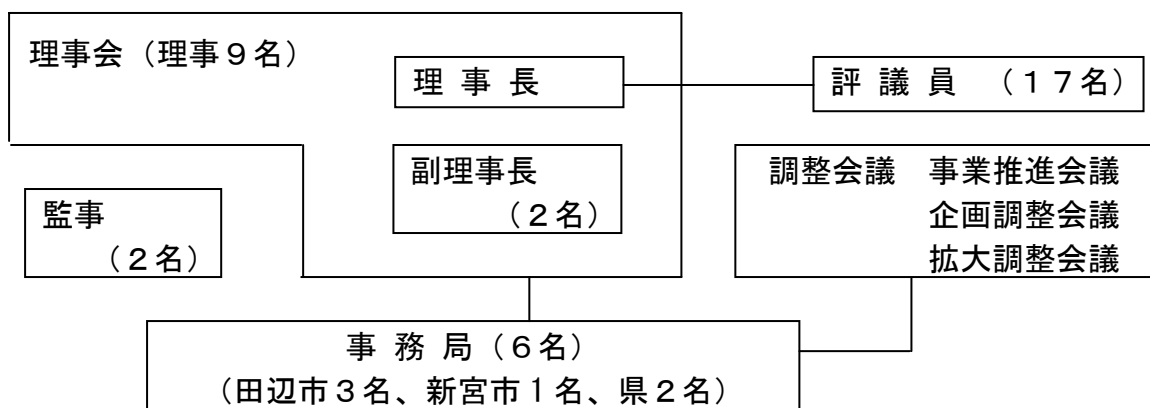 理事会（理事９名）
理 事 長
評 議 員 （１７名）
副理事長
（２名）
監事
（２名）
調整会議　事業推進会議
企画調整会議
拡大調整会議
事 務 局（６名）
（田辺市３名、新宮市１名、県２名）